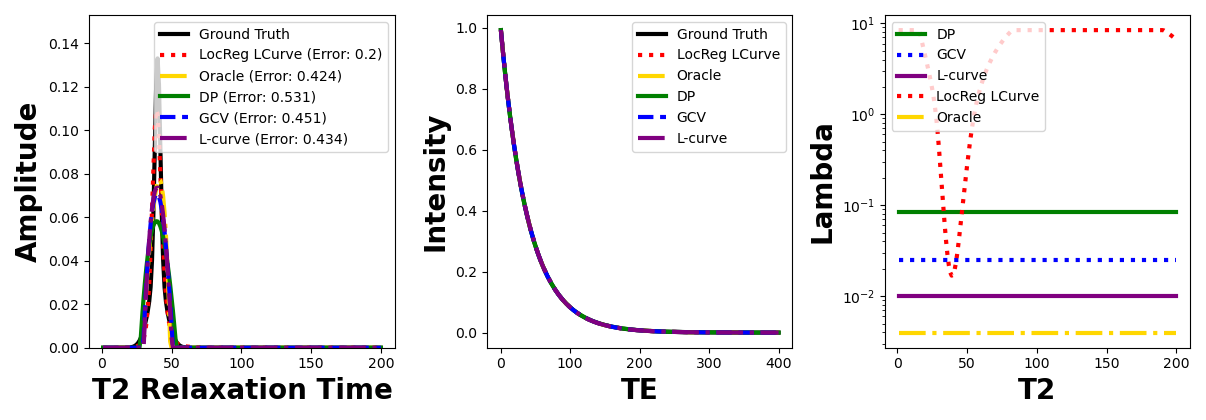 Amplitude
0.14
0.12
0.10
0.08
0.06
0.04
0.02
0.00
Ground Truth
LocReg LCurve (Error: 0.2)
Oracle (Error: 0.424)
DP (Error: 0.531)
GCV (Error: 0.451)
L-curve (Error: 0.434)
0 50 100 150 200
T2 Relaxation Time
Intensity
1.0
0.8
0.6
0.4
0.2
0.0
Ground Truth
LocReg LCurve
Oracle
DP
GCV
L-curve
0 100 200 300 400
TE
Lambda
10¹
10⁰
10⁻¹
10⁻²
DP
GCV
L-curve
LocReg LCurve
Oracle
0 50 100 150 200
T2